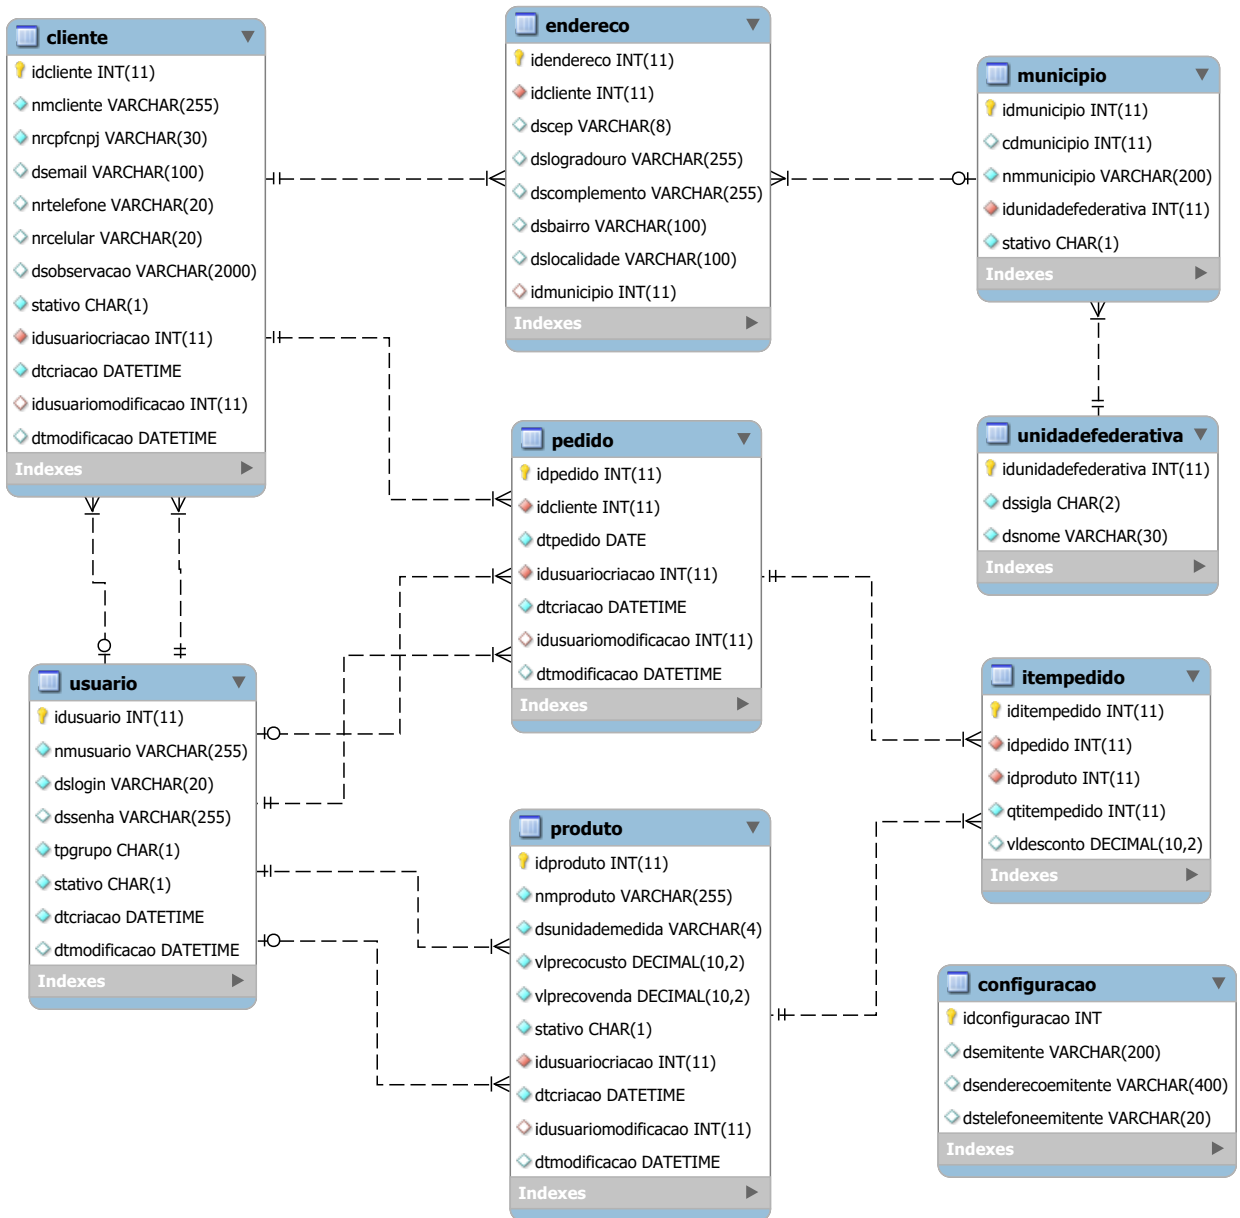 cliente
idcliente INT(11)
nmcliente VARCHAR(255)
nrcpfcnpj VARCHAR(30)
dsemail VARCHAR(100)
nrtelefone VARCHAR(20)
nrcelular VARCHAR(20)
dsobservacao VARCHAR(2000)
stativo CHAR(1)
idusuariocriacao INT(11)
dtcriacao DATETIME
idusuariomodificacao INT(11)
dtmodificacao DATETIME
Indexes
endereco
idendereco INT(11)
idcliente INT(11)
dscep VARCHAR(8)
dslogradouro VARCHAR(255)
dscomplemento VARCHAR(255)
dsbairro VARCHAR(100)
dslocalidade VARCHAR(100)
idmunicipio INT(11)
Indexes
municipio
idmunicipio INT(11)
cdmunicipio INT(11)
nmmunicipio VARCHAR(200)
idunidadefederativa INT(11)
stativo CHAR(1)
Indexes
pedido
idpedido INT(11)
idcliente INT(11)
dtpedido DATE
idusuariocriacao INT(11)
dtcriacao DATETIME
idusuariomodificacao INT(11)
dtmodificacao DATETIME
Indexes
unidadefederativa
idunidadefederativa INT(11)
dssigla CHAR(2)
dsnome VARCHAR(30)
Indexes
usuario
idusuario INT(11)
nmusuario VARCHAR(255)
dslogin VARCHAR(20)
dssenha VARCHAR(255)
tpgrupo CHAR(1)
stativo CHAR(1)
dtcriacao DATETIME
dtmodificacao DATETIME
Indexes
produto
idproduto INT(11)
nmproduto VARCHAR(255)
dsunidademedida VARCHAR(4)
vlprecocusto DECIMAL(10,2)
vlprecovenda DECIMAL(10,2)
stativo CHAR(1)
idusuariocriacao INT(11)
dtcriacao DATETIME
idusuariomodificacao INT(11)
dtmodificacao DATETIME
Indexes
itempedido
iditempedido INT(11)
idpedido INT(11)
idproduto INT(11)
qtitempedido INT(11)
vldesconto DECIMAL(10,2)
Indexes
configuracao
idconfiguracao INT
dsemitente VARCHAR(200)
dsenderecoemitente VARCHAR(400)
dstelefoneemitente VARCHAR(20)
Indexes